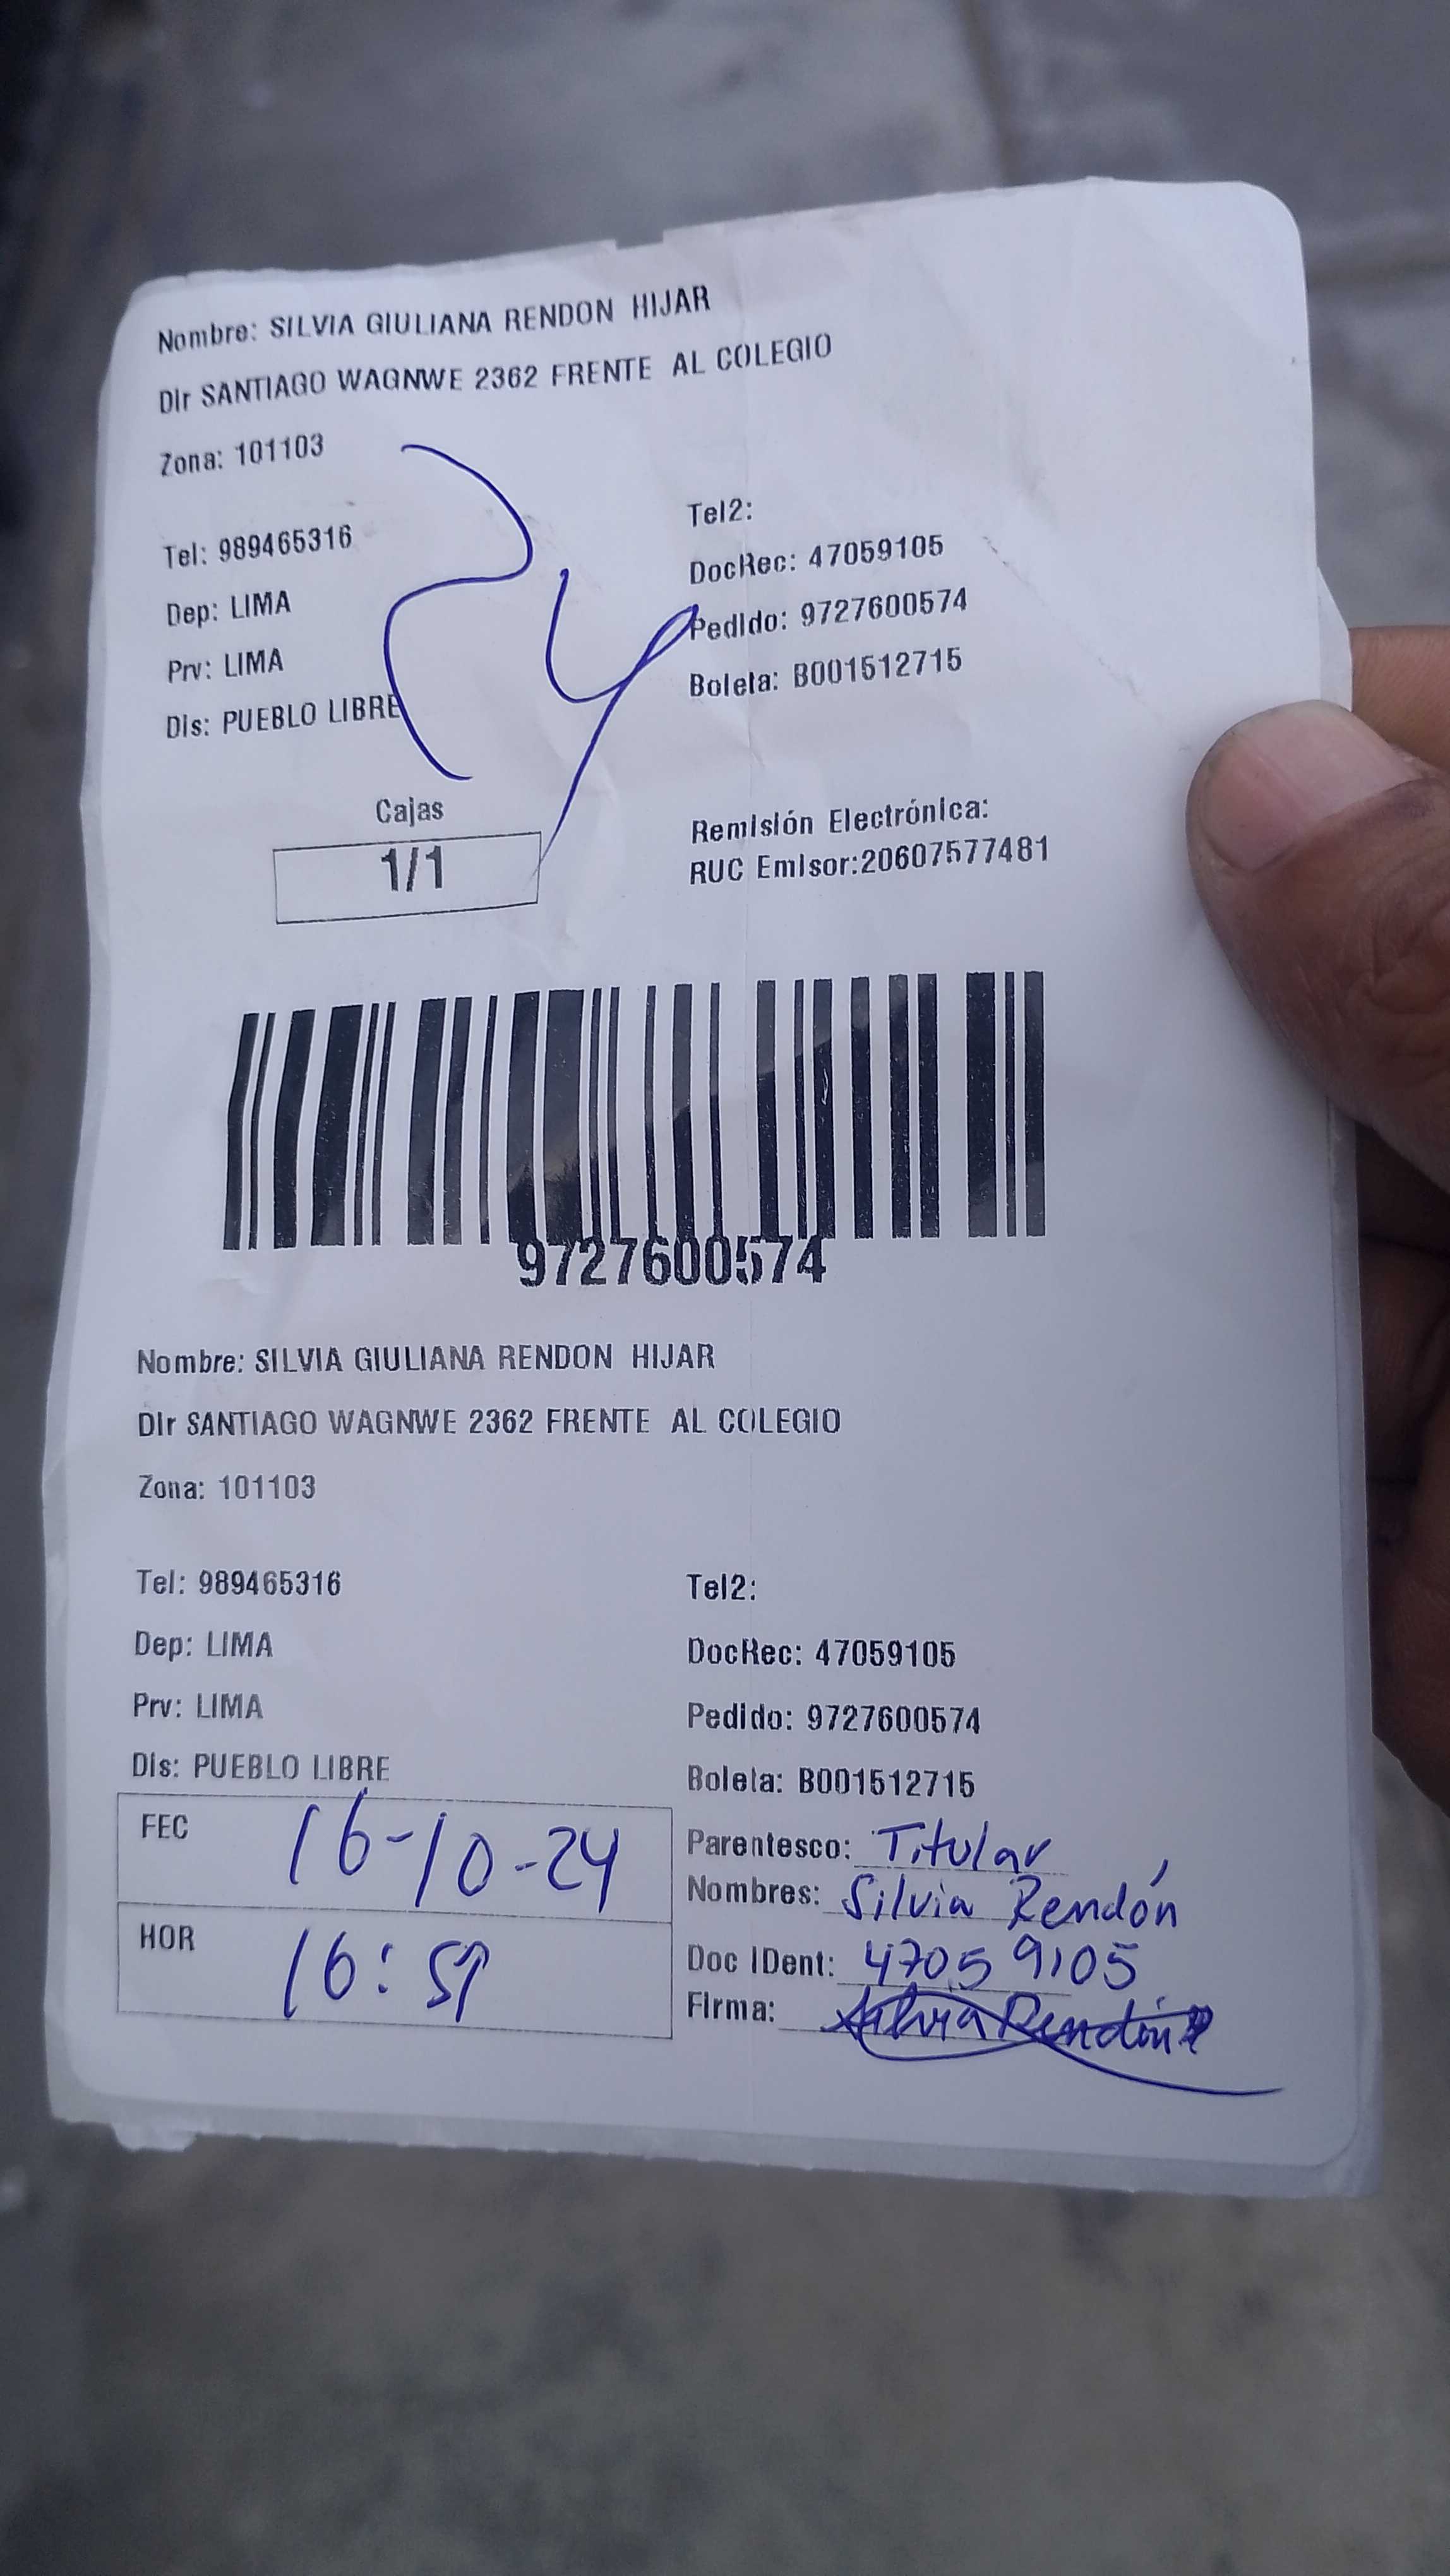 Nombre: SILVIA GIULIANA RENDON HIJAR
Dir SANTIAGO WAGNWE 2362 FRENTE AL COLEGIO
Zona: 101103
Tel: 989465316
Dep: LIMA
Prv: LIMA
Dis: PUEBLO LIBRE
24
Tel2:
DocRec: 47059105
Pedido: 9727600574
Boleta: B001512715
Cajas
1/1
Remisión Electrónica:
RUC Emisor:20607577481
9727600574
Nombre: SILVIA GIULIANA RENDON HIJAR
Dir SANTIAGO WAGNWE 2362 FRENTE AL COLEGIO
Zona: 101103
Tel: 989465316
Dep: LIMA
Prv: LIMA
Dis: PUEBLO LIBRE
Tel2:
DocRec: 47059105
Pedido: 9727600574
Boleta: B001512715
FEC 16-10-24
HOR 16:59
Parentesco: Titular
Nombres: Silvia Rendón
Doc IDent: 47059105
Firma: Silvia Rendón